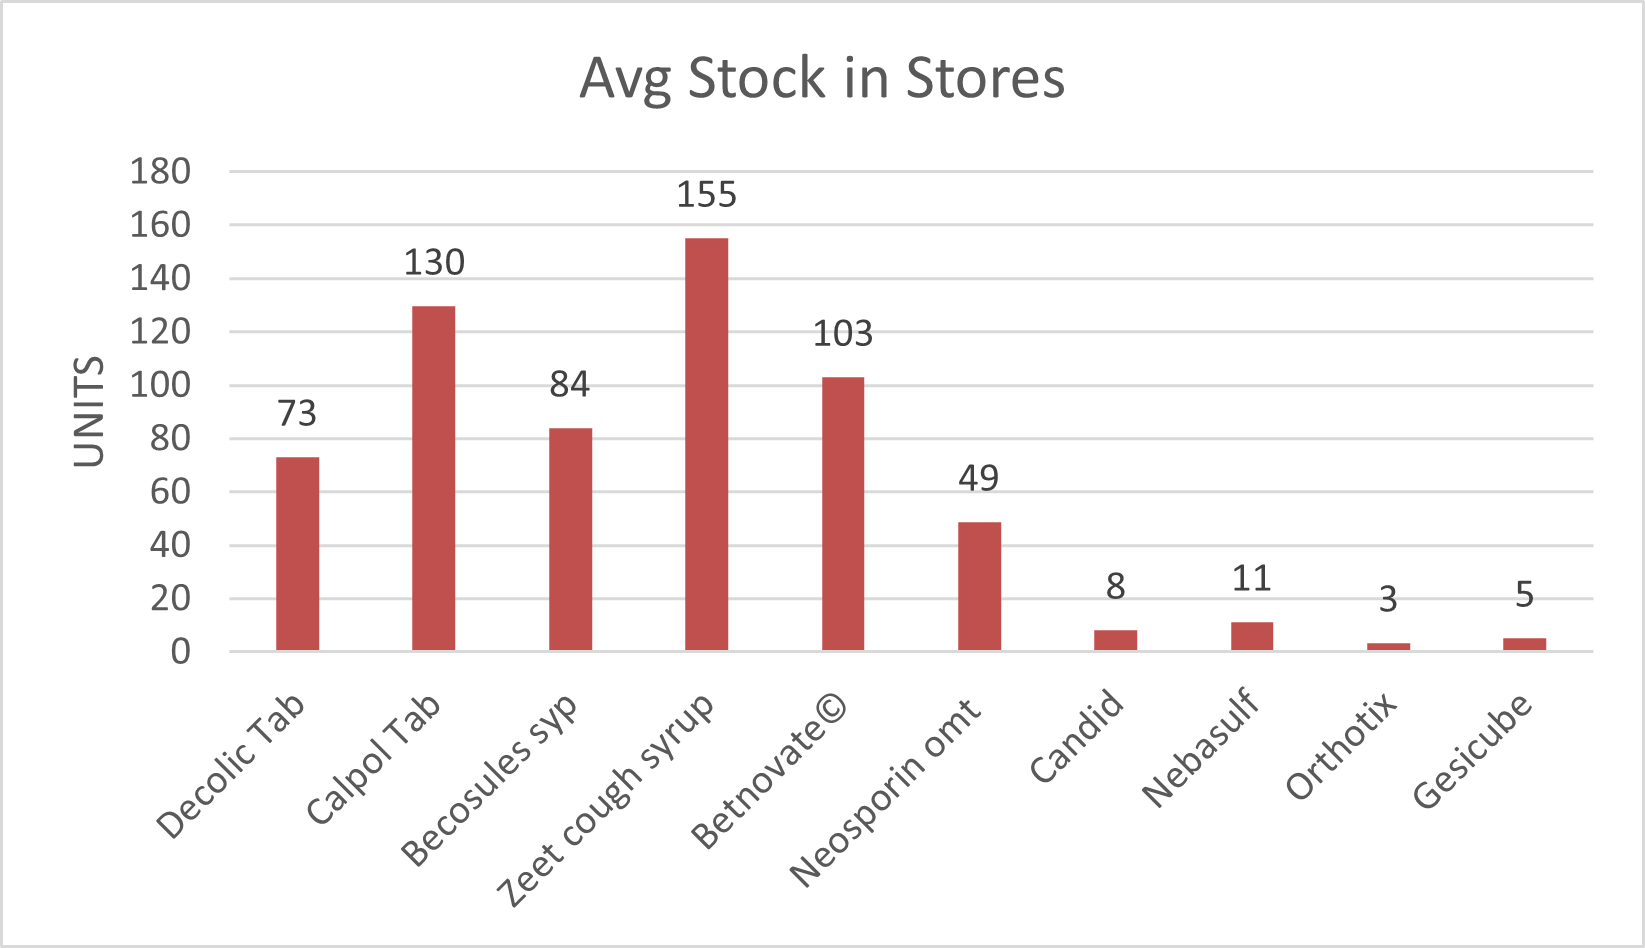 Avg Stock in Stores
UNITS
180
160
140
120
100
80
60
40
20
0
73
130
84
155
103
49
8
11
3
5
Decolic Tab
Calpol Tab
Becosules syp
Zeet cough syrup
Betnovate©
Neosporin omt
Candid
Nebasulf
Orthotix
Gesicube